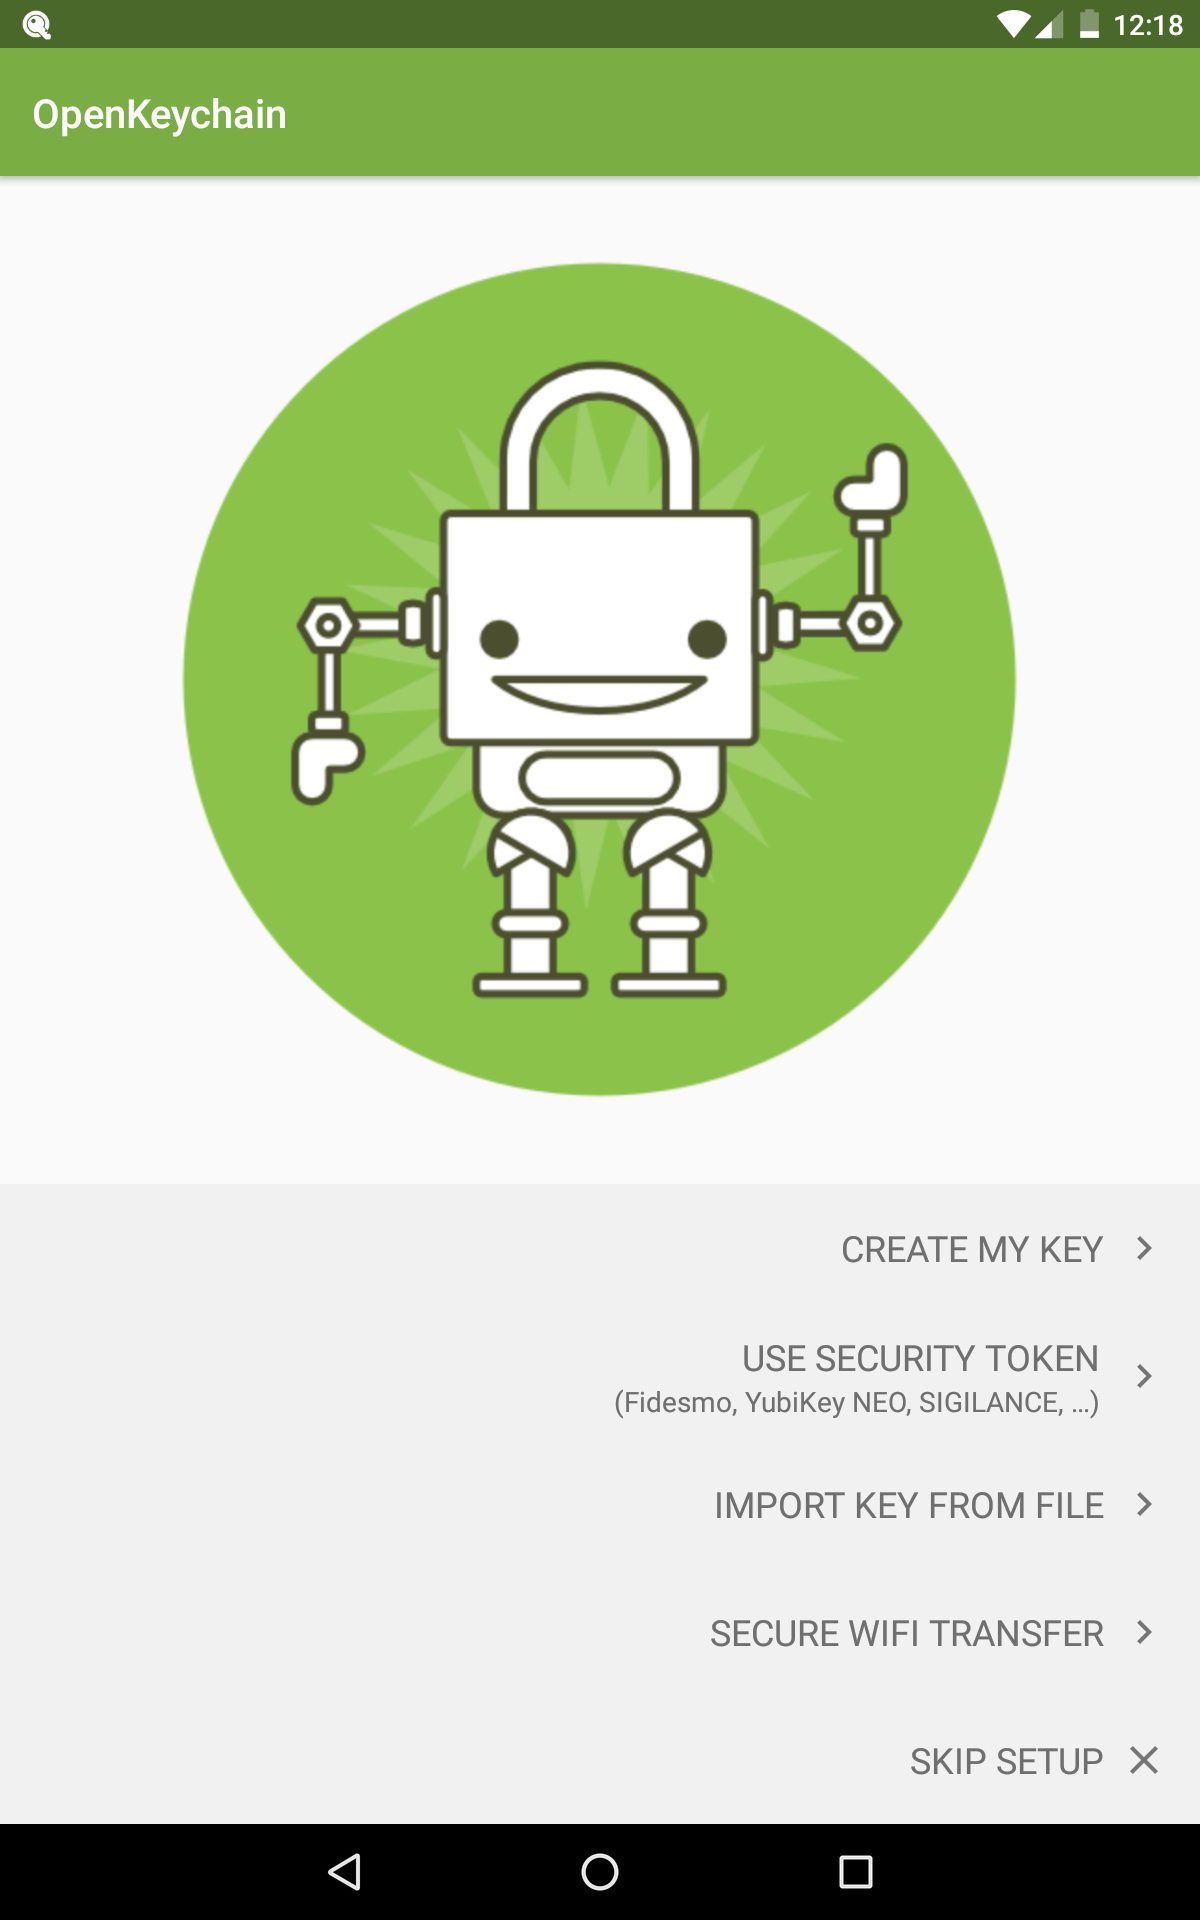 12:18
OpenKeychain
CREATE MY KEY
USE SECURITY TOKEN
(Fidesmo, YubiKey NEO, SIGILANCE, ...)
IMPORT KEY FROM FILE
SECURE WIFI TRANSFER
SKIP SETUP